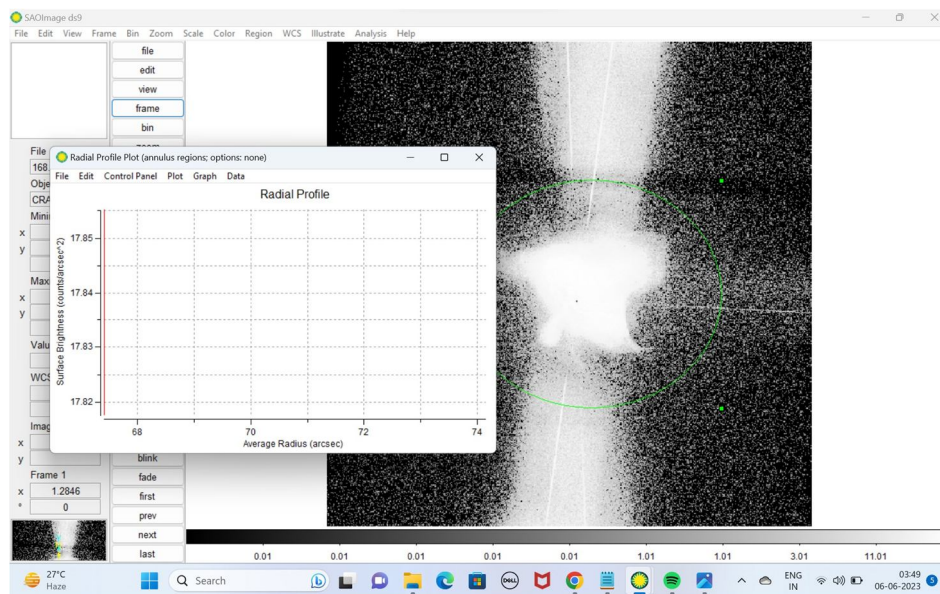 SAOImage ds9
File Edit View Frame Bin Zoom Scale Color Region WCS Illustrate Analysis Help
file
edit
view
frame
bin
File
168.
Obje
CRA
Mini
x
y
Maxi
x
y
Valu
WCS
Imag
x
y
Frame 1
x 1.2846
° 0
Radial Profile Plot (annulus regions; options: none)
File Edit Control Panel Plot Graph Data
Radial Profile
Surface Brightness (counts/arcsec^2)
17.85
17.84
17.83
17.82
68 70 72 74
Average Radius (arcsec)
blink
fade
first
prev
next
last
0.01 0.01 0.01 0.01 0.01 1.01 1.01 3.01 11.01
27°C
Haze
Search
DELL
ENG
IN
03:49
06-06-2023
5